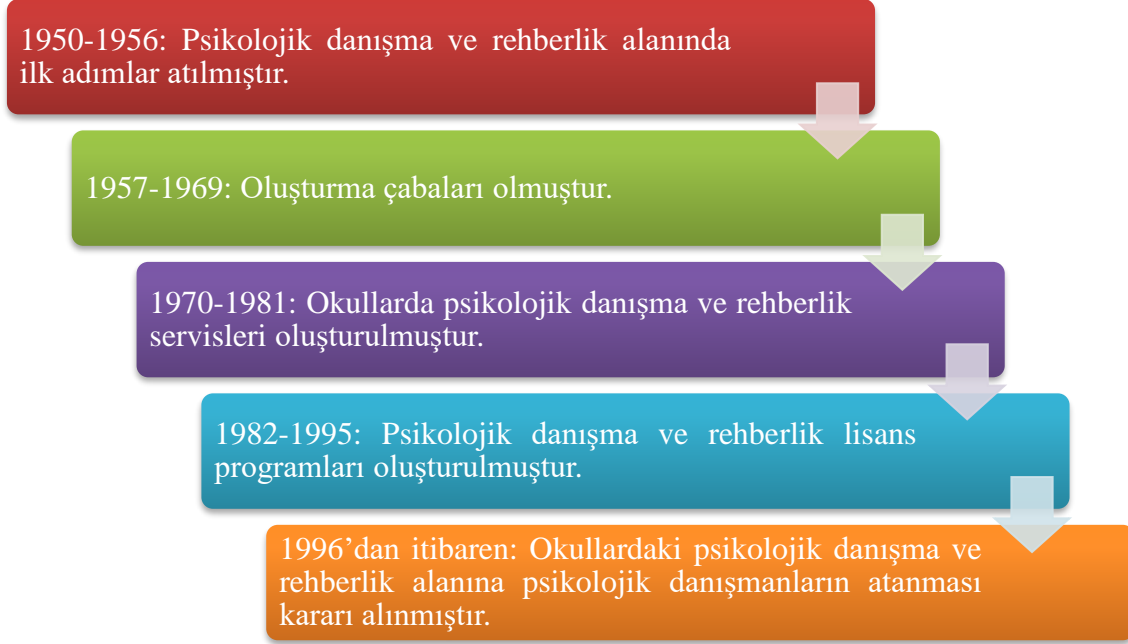 1950-1956: Psikolojik danışma ve rehberlik alanında
ilk adımlar atılmıştır.
1957-1969: Oluşturma çabaları olmuştur.
1970-1981: Okullarda psikolojik danışma ve rehberlik
servisleri oluşturulmuştur.
1982-1995: Psikolojik danışma ve rehberlik lisans
programları oluşturulmuştur.
1996’dan itibaren: Okullardaki psikolojik danışma ve
rehberlik alanına psikolojik danışmanların atanması
kararı alınmıştır.